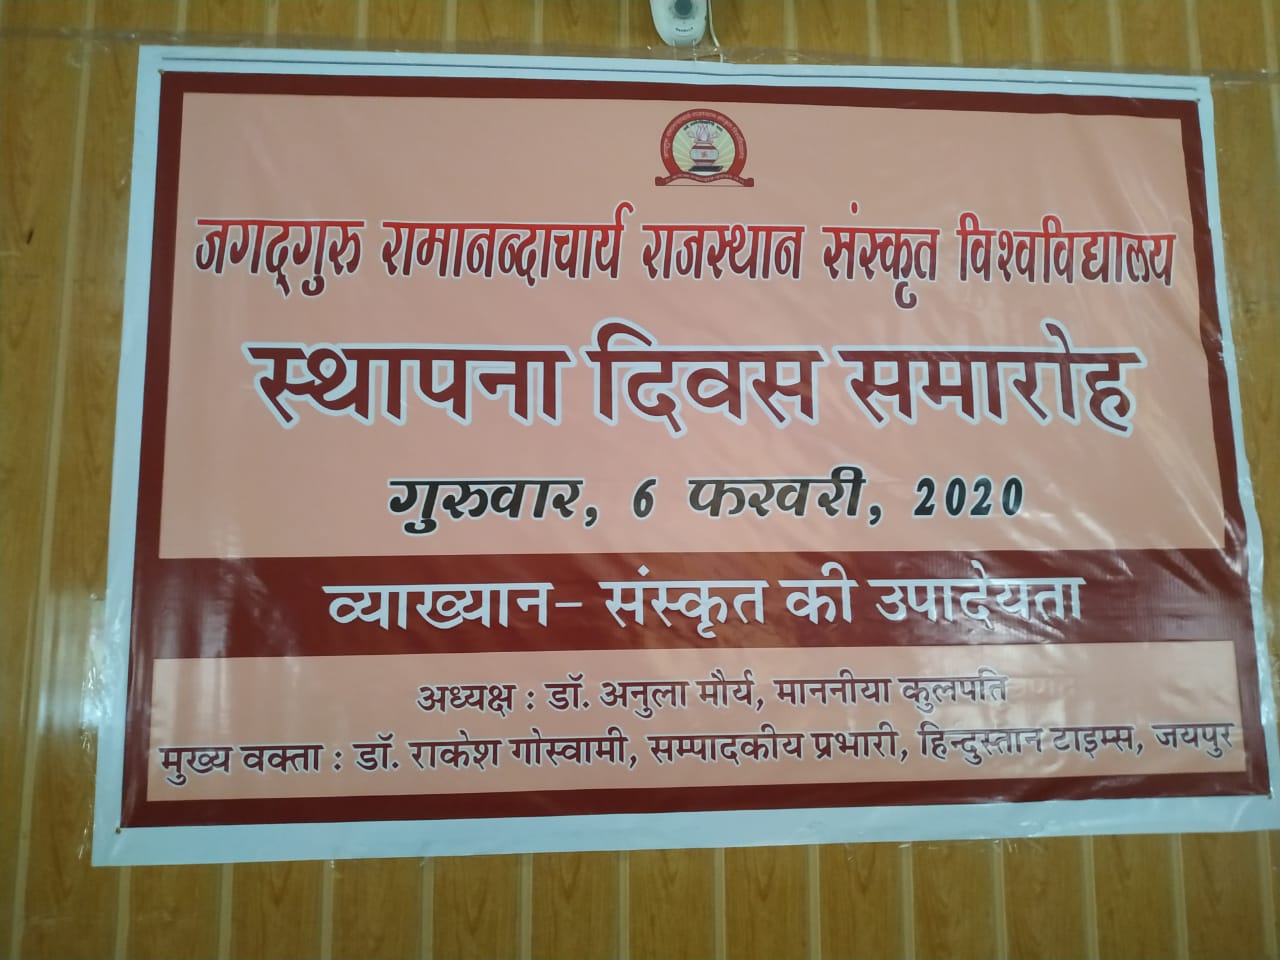 जगद्गुरु रामानन्दाचार्य राजस्थान संस्कृत विश्वविद्यालय
स्थापना दिवस समारोह
गुरुवार, 6 फरवरी, 2020
व्याख्यान- संस्कृत की उपादेयता
अध्यक्ष : डॉ. अनुला मौर्य, माननीया कुलपति
मुख्य वक्ता : डॉ. राकेश गोस्वामी, सम्पादकीय प्रभारी, हिन्दुस्तान टाइम्स, जयपुर